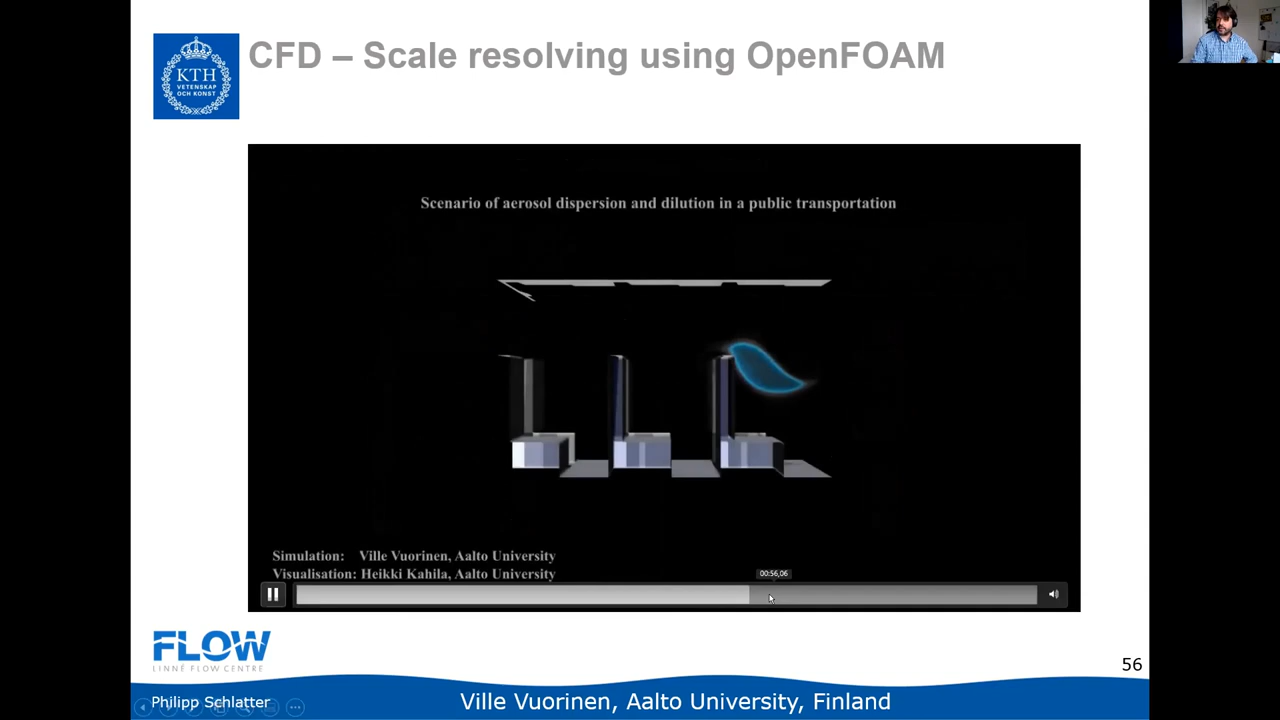 CFD – Scale resolving using OpenFOAM
KTH
VETENSKAP
OCH KONST
Scenario of aerosol dispersion and dilution in a public transportation
Simulation: Ville Vuorinen, Aalto University
Visualisation: Heikki Kahila, Aalto University
00:56,06
FLOW
LINNÉ FLOW CENTRE
56
Philipp Schlatter
Ville Vuorinen, Aalto University, Finland